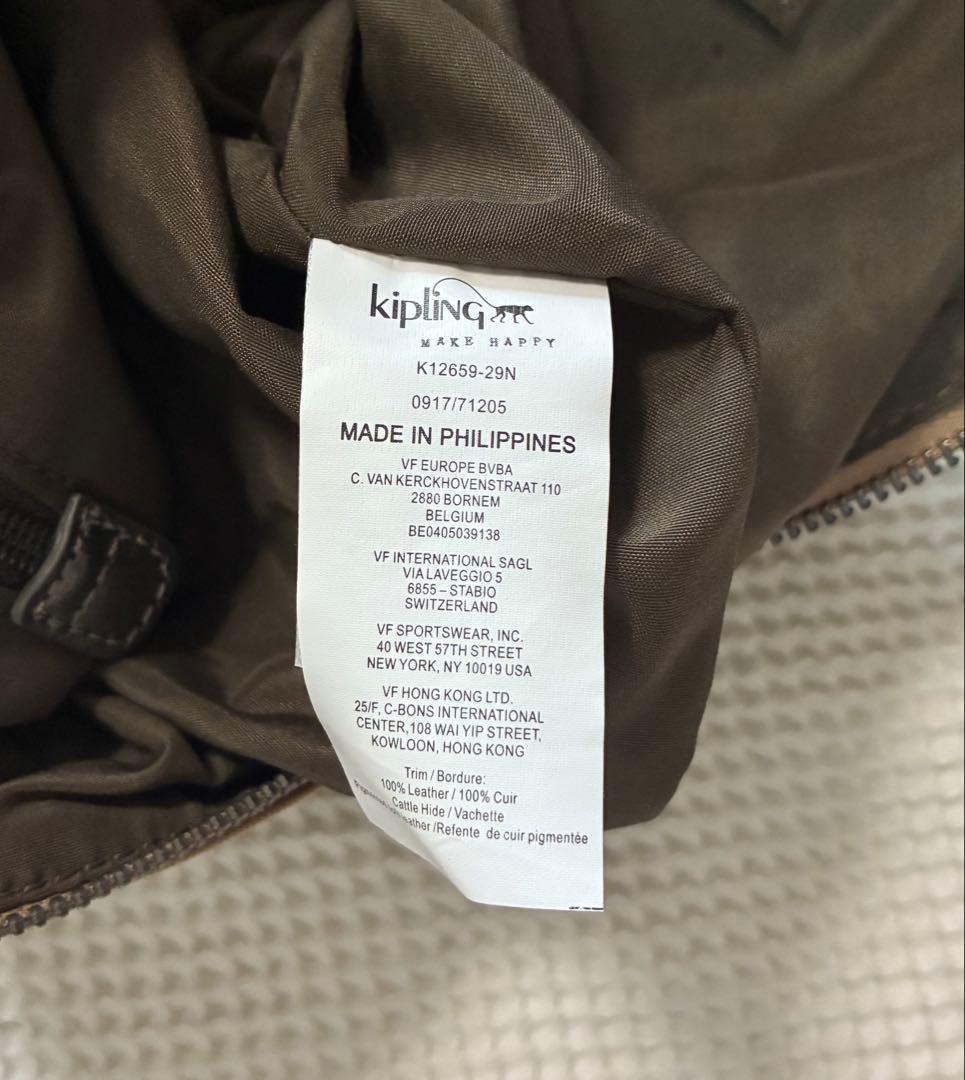 kipling
MAKE HAPPY
K12659-29N
0917/71205
MADE IN PHILIPPINES
VF EUROPE BVBA
C. VAN KERCKHOVENSTRAAT 110
2880 BORNEM
BELGIUM
BE0405039138
VF INTERNATIONAL SAGL
VIA LAVEGGIO 5
6855 – STABIO
SWITZERLAND
VF SPORTSWEAR, INC.
40 WEST 57TH STREET
NEW YORK, NY 10019 USA
VF HONG KONG LTD.
25/F, C-BONS INTERNATIONAL
CENTER,108 WAI YIP STREET,
KOWLOON, HONG KONG
Trim / Bordure:
100% Leather / 100% Cuir
Cattle Hide / Vachette
/Refente de cuir pigmentée